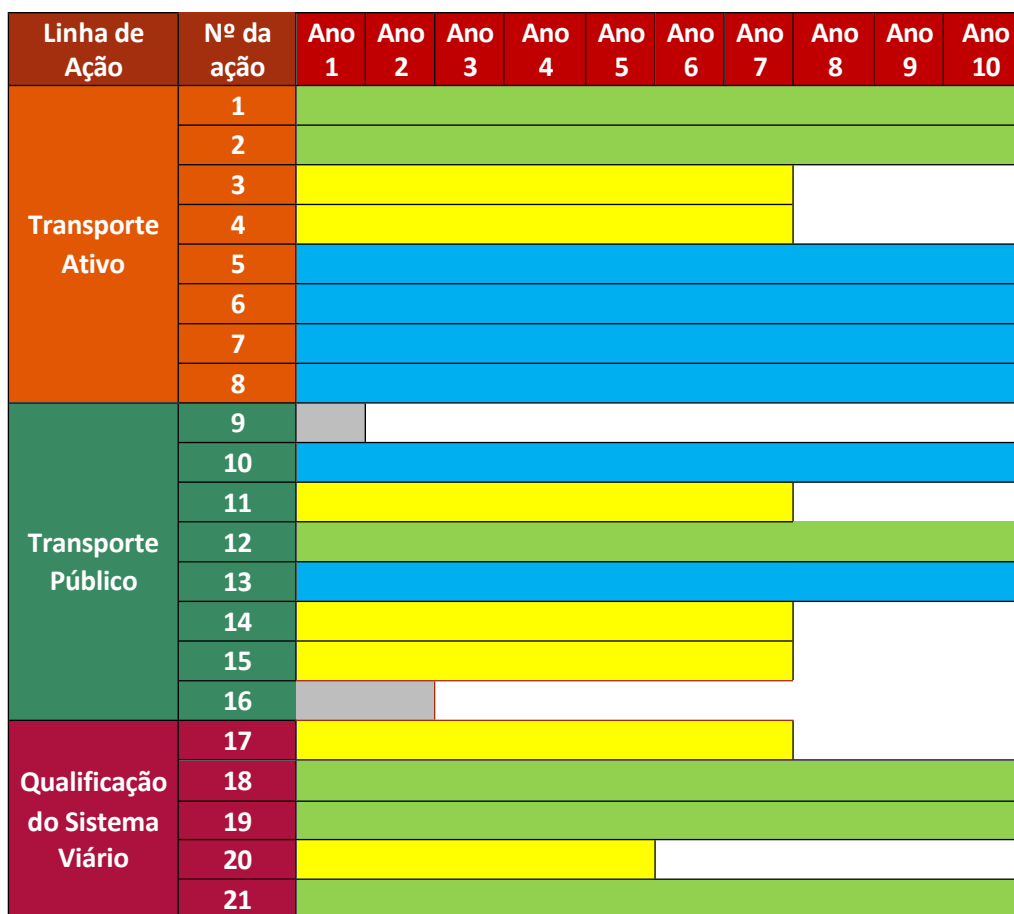 Linha de
Ação
Nº da
ação
Ano
1
Ano
2
Ano
3
Ano
4
Ano
5
Ano
6
Ano
7
Ano
8
Ano
9
Ano
10
Transporte
Ativo
1
2
3
4
5
6
7
8
Transporte
Público
9
10
11
12
13
14
15
16
Qualificação
do Sistema
Viário
17
18
19
20
21